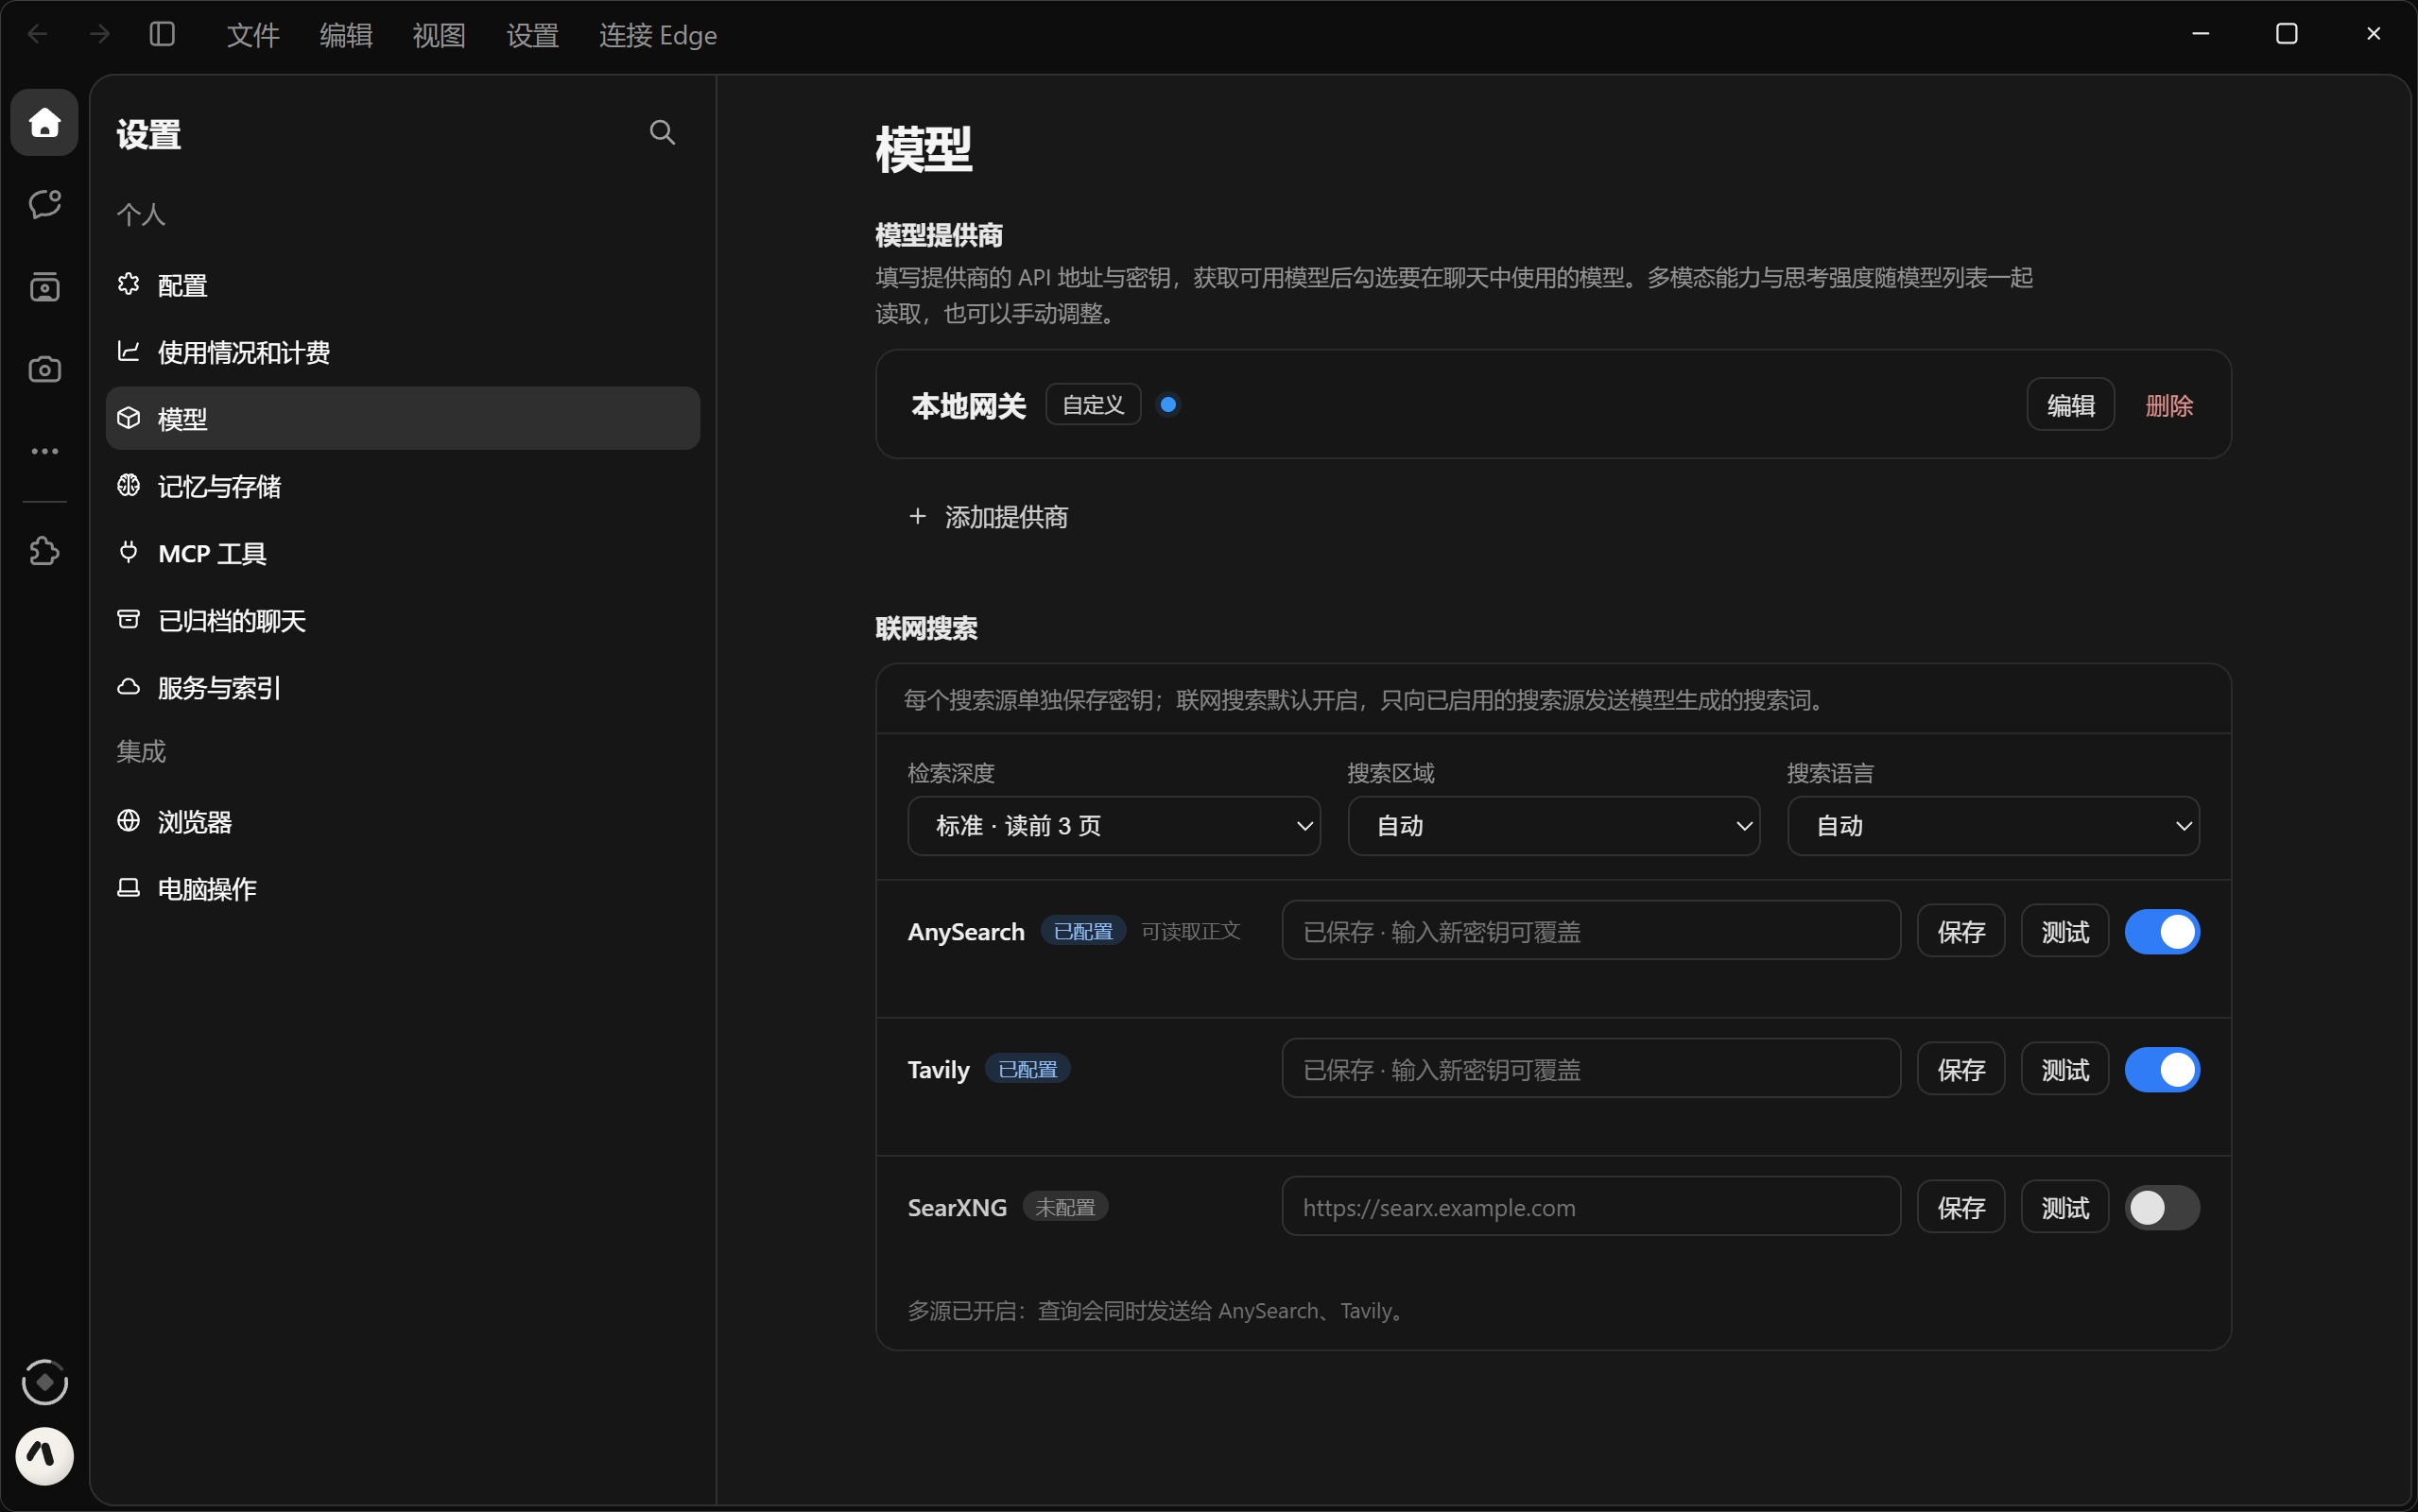 文件 编辑 视图 设置 连接 Edge
设置
个人
配置
使用情况和计费
模型
记忆与存储
MCP 工具
已归档的聊天
服务与索引
集成
浏览器
电脑操作
模型
模型提供商
填写提供商的 API 地址与密钥，获取可用模型后勾选要在聊天中使用的模型。多模态能力与思考强度随模型列表一起
读取，也可以手动调整。
本地网关 自定义 编辑 删除
+ 添加提供商
联网搜索
每个搜索源单独保存密钥；联网搜索默认开启，只向已启用的搜索源发送模型生成的搜索词。
检索深度 搜索区域 搜索语言
标准 · 读前 3 页 自动 自动
AnySearch 已配置 可读取正文 已保存 · 输入新密钥可覆盖 保存 测试
Tavily 已配置 已保存 · 输入新密钥可覆盖 保存 测试
SearXNG 未配置 https://searx.example.com 保存 测试
多源已开启：查询会同时发送给 AnySearch、Tavily。